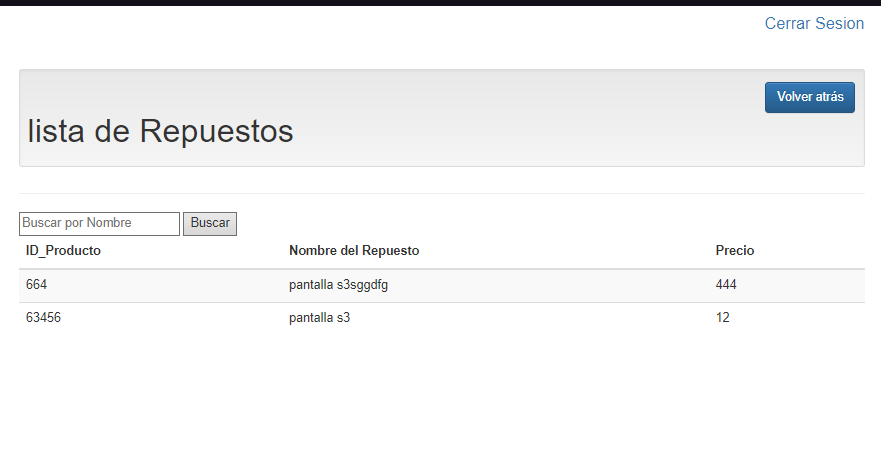 Cerrar Sesion
Volver atrás
lista de Repuestos
Buscar por Nombre Buscar
ID_Producto Nombre del Repuesto Precio
664 pantalla s3sggdfg 444
63456 pantalla s3 12